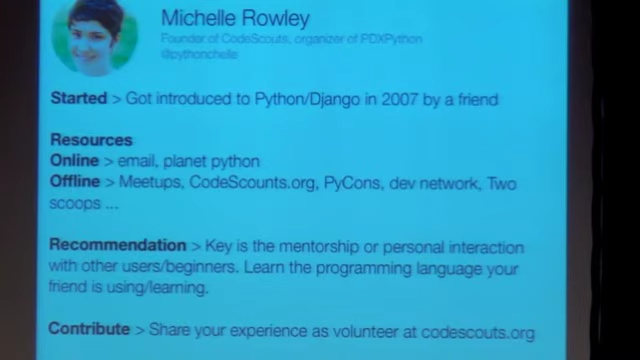 Michelle Rowley
Founder of CodeScouts, organizer of PDXPython
@pythonchelle
Started > Got introduced to Python/Django in 2007 by a friend
Resources
Online > email, planet python
Offline > Meetups, CodeScounts.org, PyCons, dev network, Two
scoops ...
Recommendation > Key is the mentorship or personal interaction
with other users/beginners. Learn the programming language your
friend is using/learning.
Contribute > Share your experience as volunteer at codescouts.org